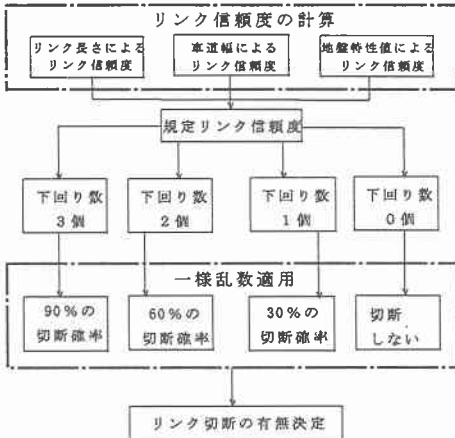 リンク信頼度の計算
リンク長さによる
リンク信頼度
車道幅による
リンク信頼度
地盤特性値による
リンク信頼度
規定リンク信頼度
下回り数
3個
下回り数
2個
下回り数
1個
下回り数
0個
一様乱数適用
90%の
切断確率
60%の
切断確率
30%の
切断確率
切断
しない
リンク切断の有無決定